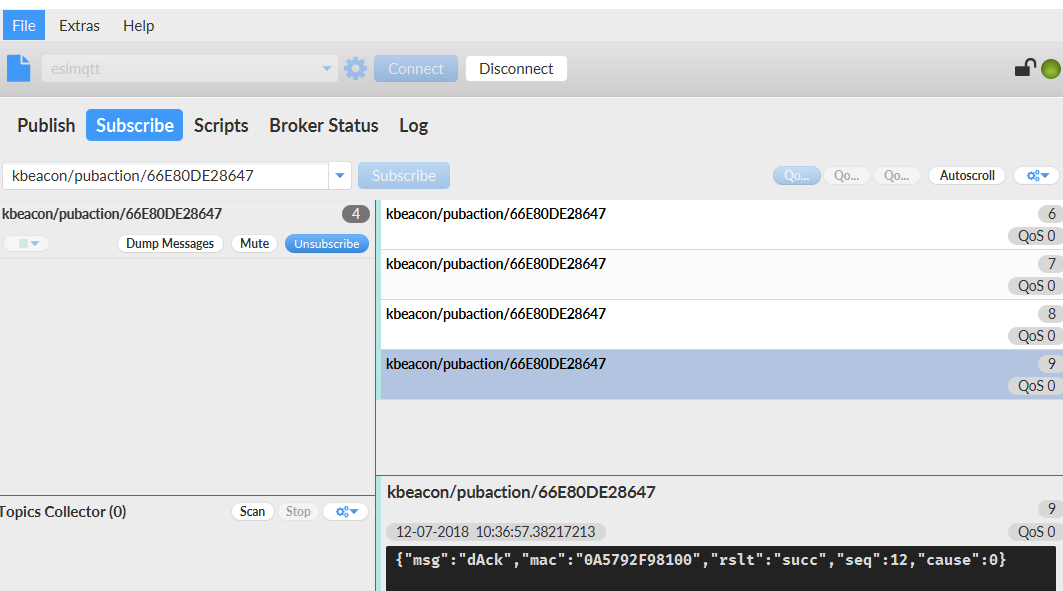 File Extras Help
eslmqtt Connect Disconnect
Publish Subscribe Scripts Broker Status Log
kbeacon/pubaction/66E80DE28647 Subscribe Qo... Qo... Qo... Autoscroll
kbeacon/pubaction/66E80DE28647 4
Dump Messages Mute Unsubscribe
kbeacon/pubaction/66E80DE28647 6
QoS 0
kbeacon/pubaction/66E80DE28647 7
QoS 0
kbeacon/pubaction/66E80DE28647 8
QoS 0
kbeacon/pubaction/66E80DE28647 9
QoS 0
Topics Collector (0) Scan Stop
kbeacon/pubaction/66E80DE28647
9
12-07-2018 10:36:57.38217213 QoS 0
{"msg":"dAck","mac":"0A5792F98100","rslt":"succ","seq":12,"cause":0}